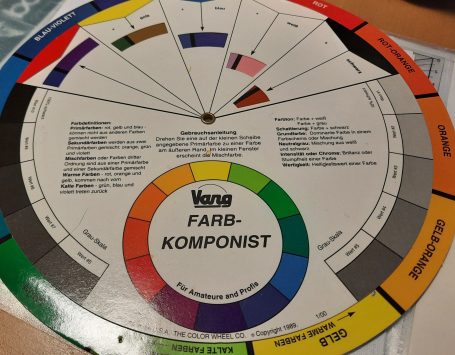 BLAU-VIOLETT
ROT
ROT-ORANGE
ORANGE
GELB-ORANGE
GELB
WARME FARBEN
KALTE FARBEN
gelb
blau
weiß
schwarz
Farbdefinitionen:
Primärfarben - rot, gelb und blau -
können nicht aus anderen Farben
gemischt werden
Sekundärfarben werden aus zwei
Primärfarben gemischt: orange, grün
und violett
Mischfarben oder Farben dritter
Ordnung sind aus einer Primärfarbe
und einer Sekundärfarbe gemischt
Warme Farben - rot, orange und
gelb, kommen nach vorn
Kalte Farben - grün, blau und
violett treten zurück
Gebrauchsanleitung
Drehen Sie eine auf der kleinen Scheibe
angegebene Primärfarbe zu einer Farbe
am äußeren Rand, im kleinen Fenster
erscheint die Mischfarbe.
Farbton: Farbe + weiß
Farbe + grau
Schattierung: Farbe + schwarz
Grundfarbe: Dominante Farbe in einem
Farbenkreis oder Mischung
Neutralgrau: Mischung aus weiß
und schwarz
Intensität oder Chroma: Brillanz oder
Stumpfheit einer Farbe
Wertigkeit: Helligkeitswert einer Farbe
Grau-Skala
Grau-Skala
Vang
FARB-
KOMPONIST
Für Amateure und Profis
U.S.A. THE COLOR WHEEL CO. © Copyright 1989,
1/00